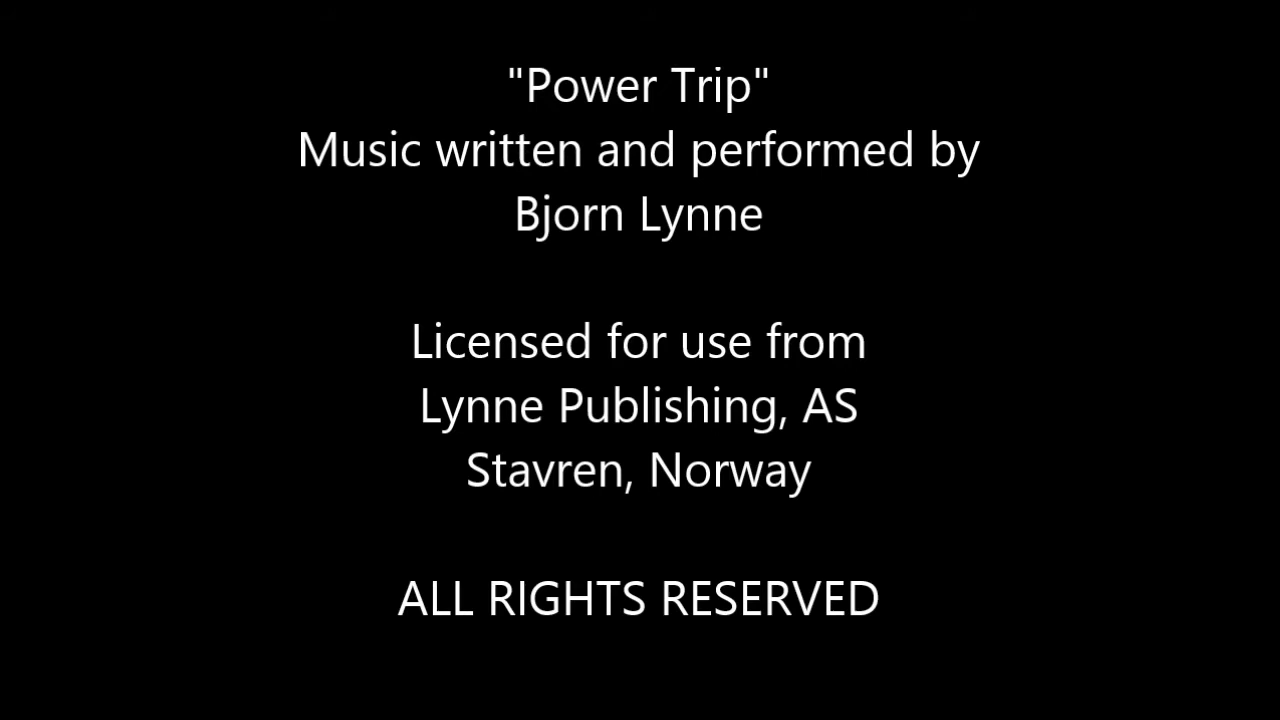 "Power Trip"
Music written and performed by
Bjorn Lynne
Licensed for use from
Lynne Publishing, AS
Stavren, Norway
ALL RIGHTS RESERVED